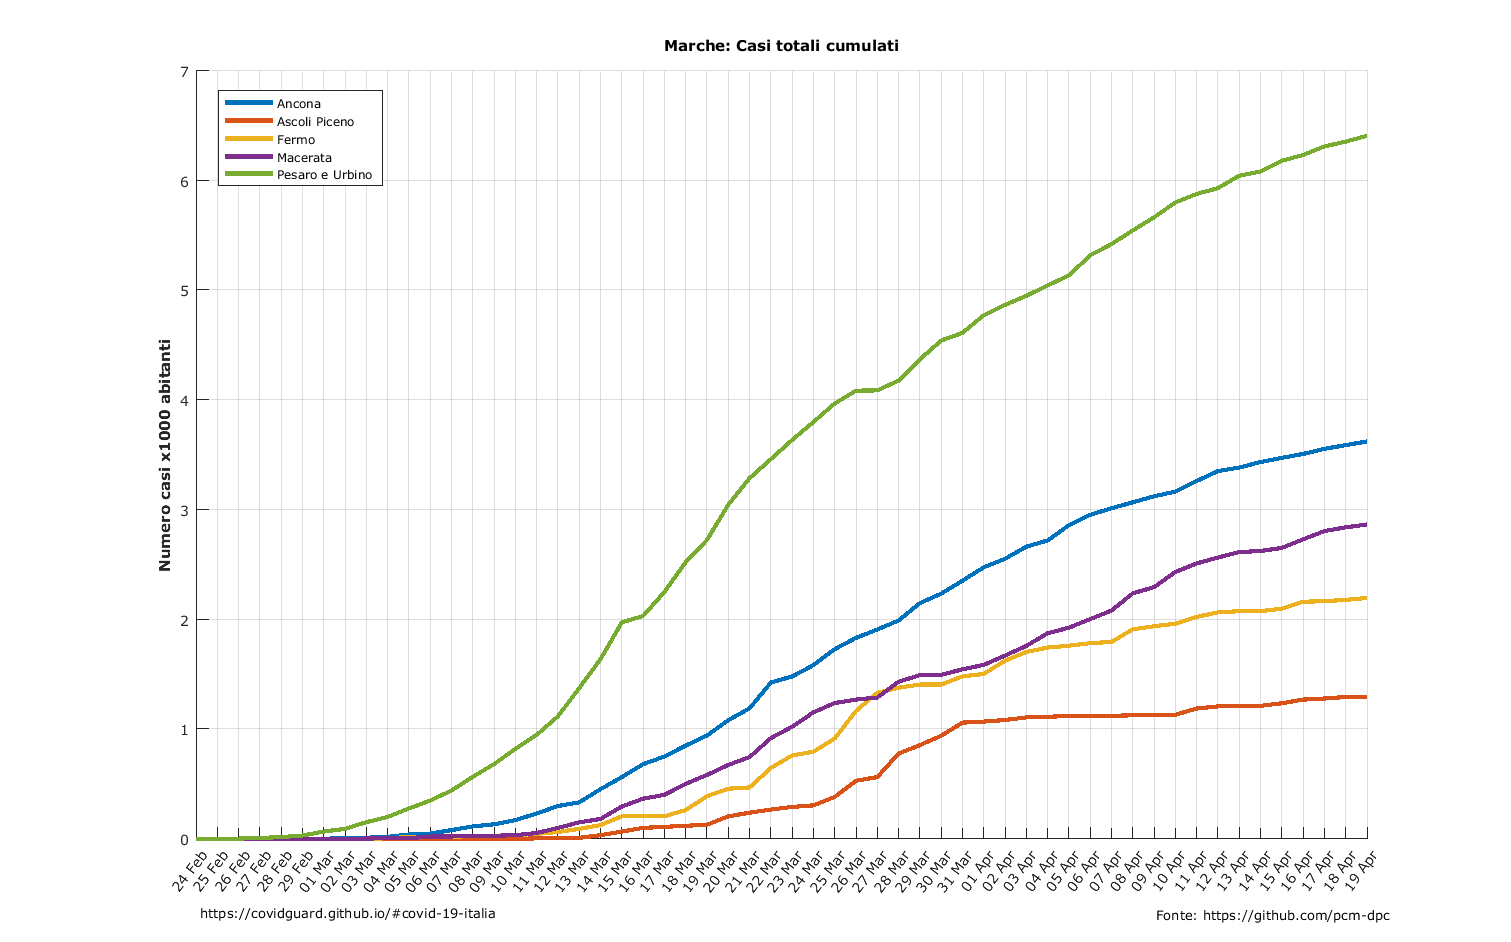 Marche: Casi totali cumulati
Numero casi x1000 abitanti
7
6
5
4
3
2
1
0
Ancona
Ascoli Piceno
Fermo
Macerata
Pesaro e Urbino
24 Feb
25 Feb
26 Feb
27 Feb
28 Feb
29 Feb
01 Mar
02 Mar
03 Mar
04 Mar
05 Mar
06 Mar
07 Mar
08 Mar
09 Mar
10 Mar
11 Mar
12 Mar
13 Mar
14 Mar
15 Mar
16 Mar
17 Mar
18 Mar
19 Mar
20 Mar
21 Mar
22 Mar
23 Mar
24 Mar
25 Mar
26 Mar
27 Mar
28 Mar
29 Mar
30 Mar
31 Mar
01 Apr
02 Apr
03 Apr
04 Apr
05 Apr
06 Apr
07 Apr
08 Apr
09 Apr
10 Apr
11 Apr
12 Apr
13 Apr
14 Apr
15 Apr
16 Apr
17 Apr
18 Apr
19 Apr
https://covidguard.github.io/#covid-19-italia
Fonte: https://github.com/pcm-dpc